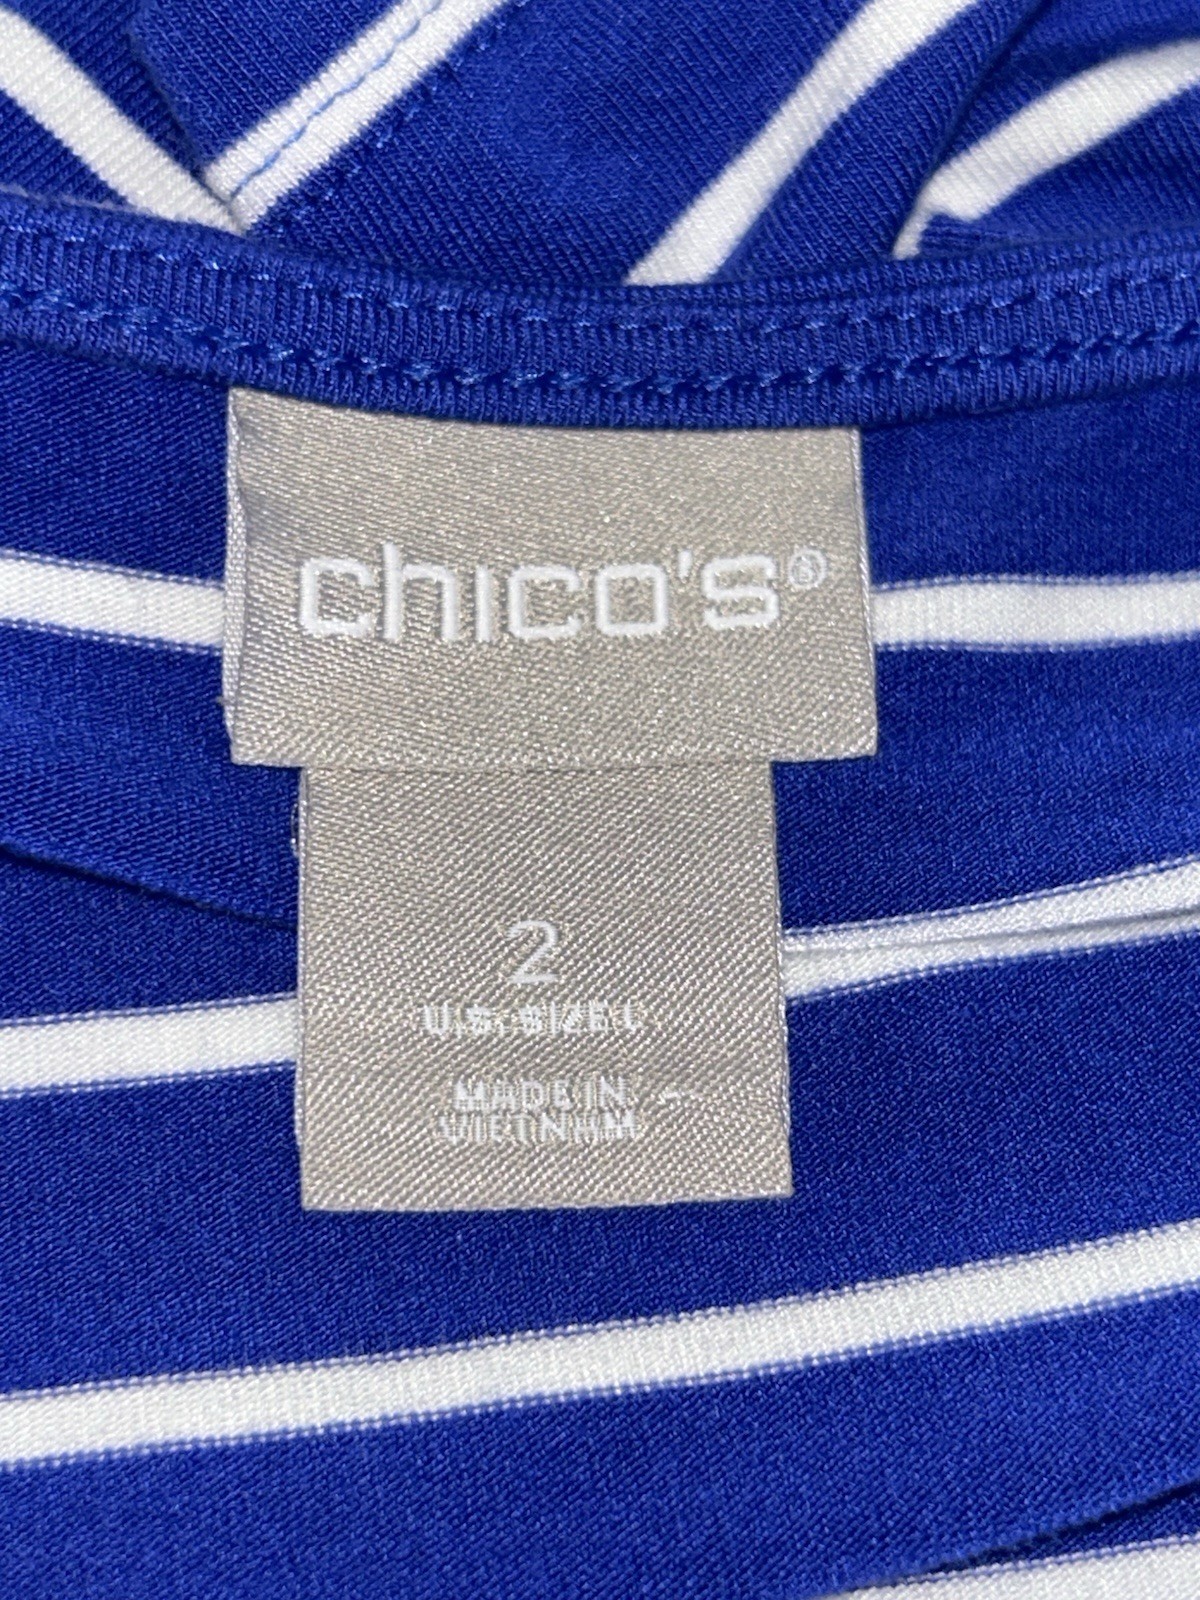 chico's®
2
U.S. SIZE L
MADE IN
VIETNAM